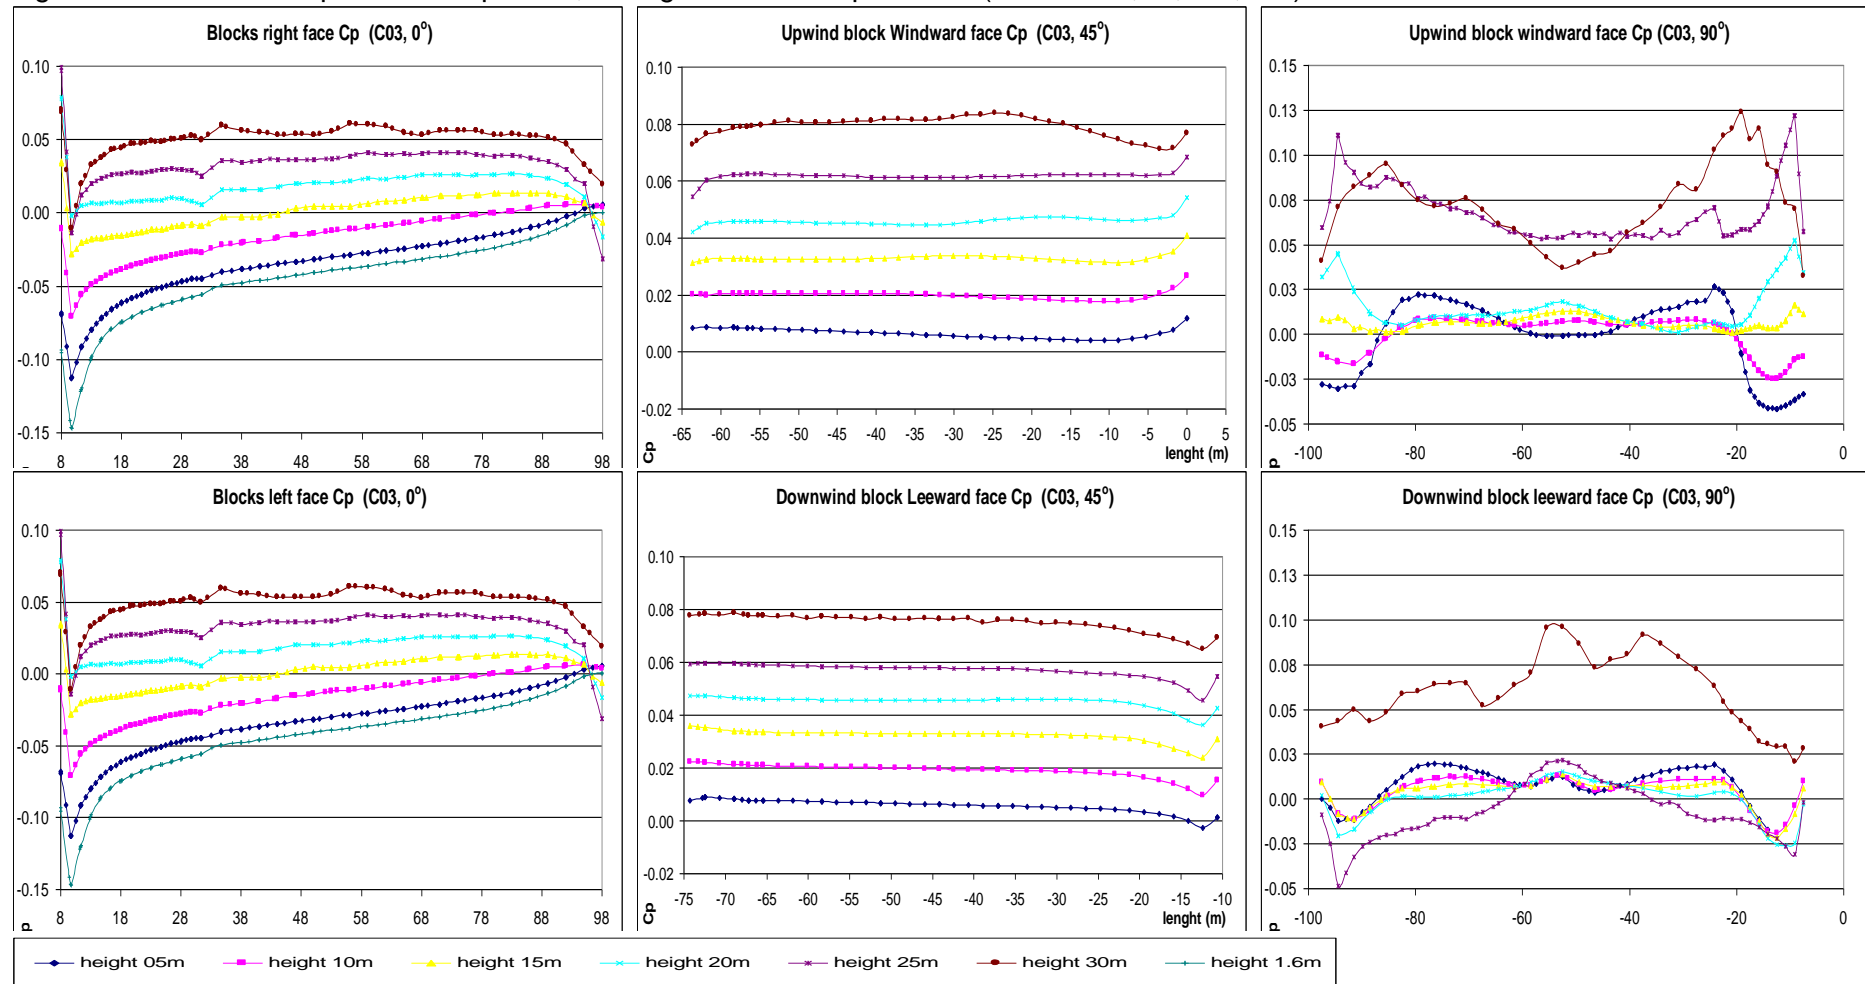 Blocks right face Cp (C03, 0°)
0.10
0.05
0.00
-0.05
-0.10
-0.15
8 18 28 38 48 58 68 78 88 98
Upwind block Windward face Cp (C03, 45°)
0.10
0.08
0.06
0.04
0.02
0.00
-0.02
-65 -60 -55 -50 -45 -40 -35 -30 -25 -20 -15 -10 -5 0 5
Cp
lenght (m)
Upwind block windward face Cp (C03, 90°)
0.15
0.13
0.10
0.08
0.05
0.03
0.00
-0.03
-0.05
-100 -80 -60 -40 -20 0
p
Blocks left face Cp (C03, 0°)
0.10
0.05
0.00
-0.05
-0.10
-0.15
8 18 28 38 48 58 68 78 88 98
Downwind block Leeward face Cp (C03, 45°)
0.10
0.08
0.06
0.04
0.02
0.00
-0.02
-75 -70 -65 -60 -55 -50 -45 -40 -35 -30 -25 -20 -15 -10
Cp
lenght (m)
Downwind block leeward face Cp (C03, 90°)
0.15
0.13
0.10
0.08
0.05
0.03
0.00
-0.03
-0.05
-100 -80 -60 -40 -20 0
p
height 05m height 10m height 15m height 20m height 25m height 30m height 1.6m